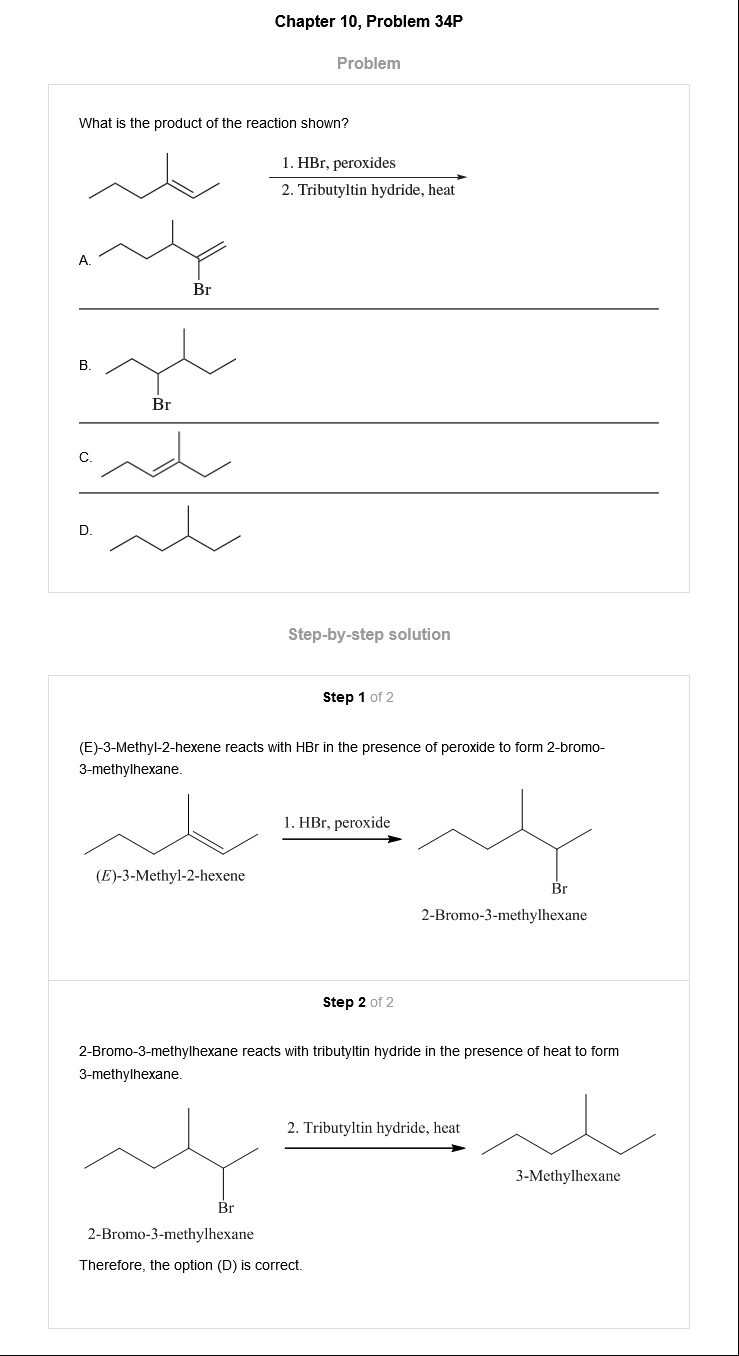 Chapter 10, Problem 34P
Problem
What is the product of the reaction shown?
1. HBr, peroxides
2. Tributyltin hydride, heat
A.
Br
B.
Br
C.
D.
Step-by-step solution
Step 1 of 2
(E)-3-Methyl-2-hexene reacts with HBr in the presence of peroxide to form 2-bromo-
3-methylhexane.
1. HBr, peroxide
(E)-3-Methyl-2-hexene
Br
2-Bromo-3-methylhexane
Step 2 of 2
2-Bromo-3-methylhexane reacts with tributyltin hydride in the presence of heat to form
3-methylhexane.
2. Tributyltin hydride, heat
3-Methylhexane
Br
2-Bromo-3-methylhexane
Therefore, the option (D) is correct.